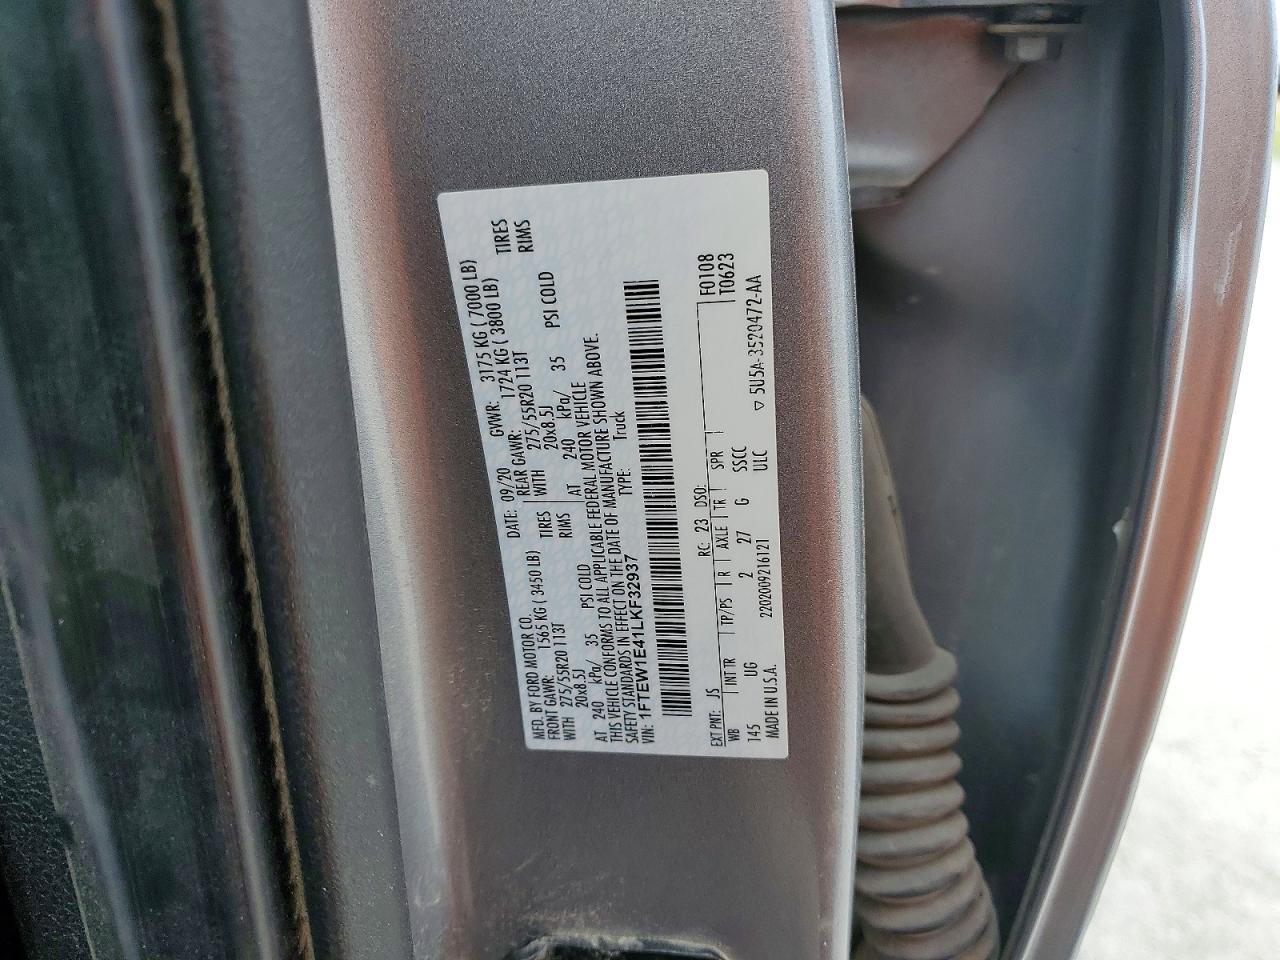 MFD. BY FORD MOTOR CO.
DATE: 09/20 GVWR: 3175 KG ( 7000 LB)
FRONT GAWR: 1565 KG ( 3450 LB)
REAR GAWR: 1724 KG ( 3800 LB)
WITH 275/55R20 113T TIRES
WITH 275/55R20 113T TIRES
20x8.5J RIMS
20x8.5J RIMS
AT 240 kPa/ 35 PSI COLD
AT 240 kPa/ 35 PSI COLD
THIS VEHICLE CONFORMS TO ALL APPLICABLE FEDERAL MOTOR VEHICLE
SAFETY STANDARDS IN EFFECT ON THE DATE OF MANUFACTURE SHOWN ABOVE.
VIN: 1FTEW1E41LKF32937 TYPE: Truck
F0108
T0623
EXT PNT: JS RC: 23 DSO:
WB INT TR TP/PS R AXLE TR SPR
145 UG 2 27 G SSCC
MADE IN U.S.A. 2202009216121 ULC ▽ 5U5A-3520472-AA